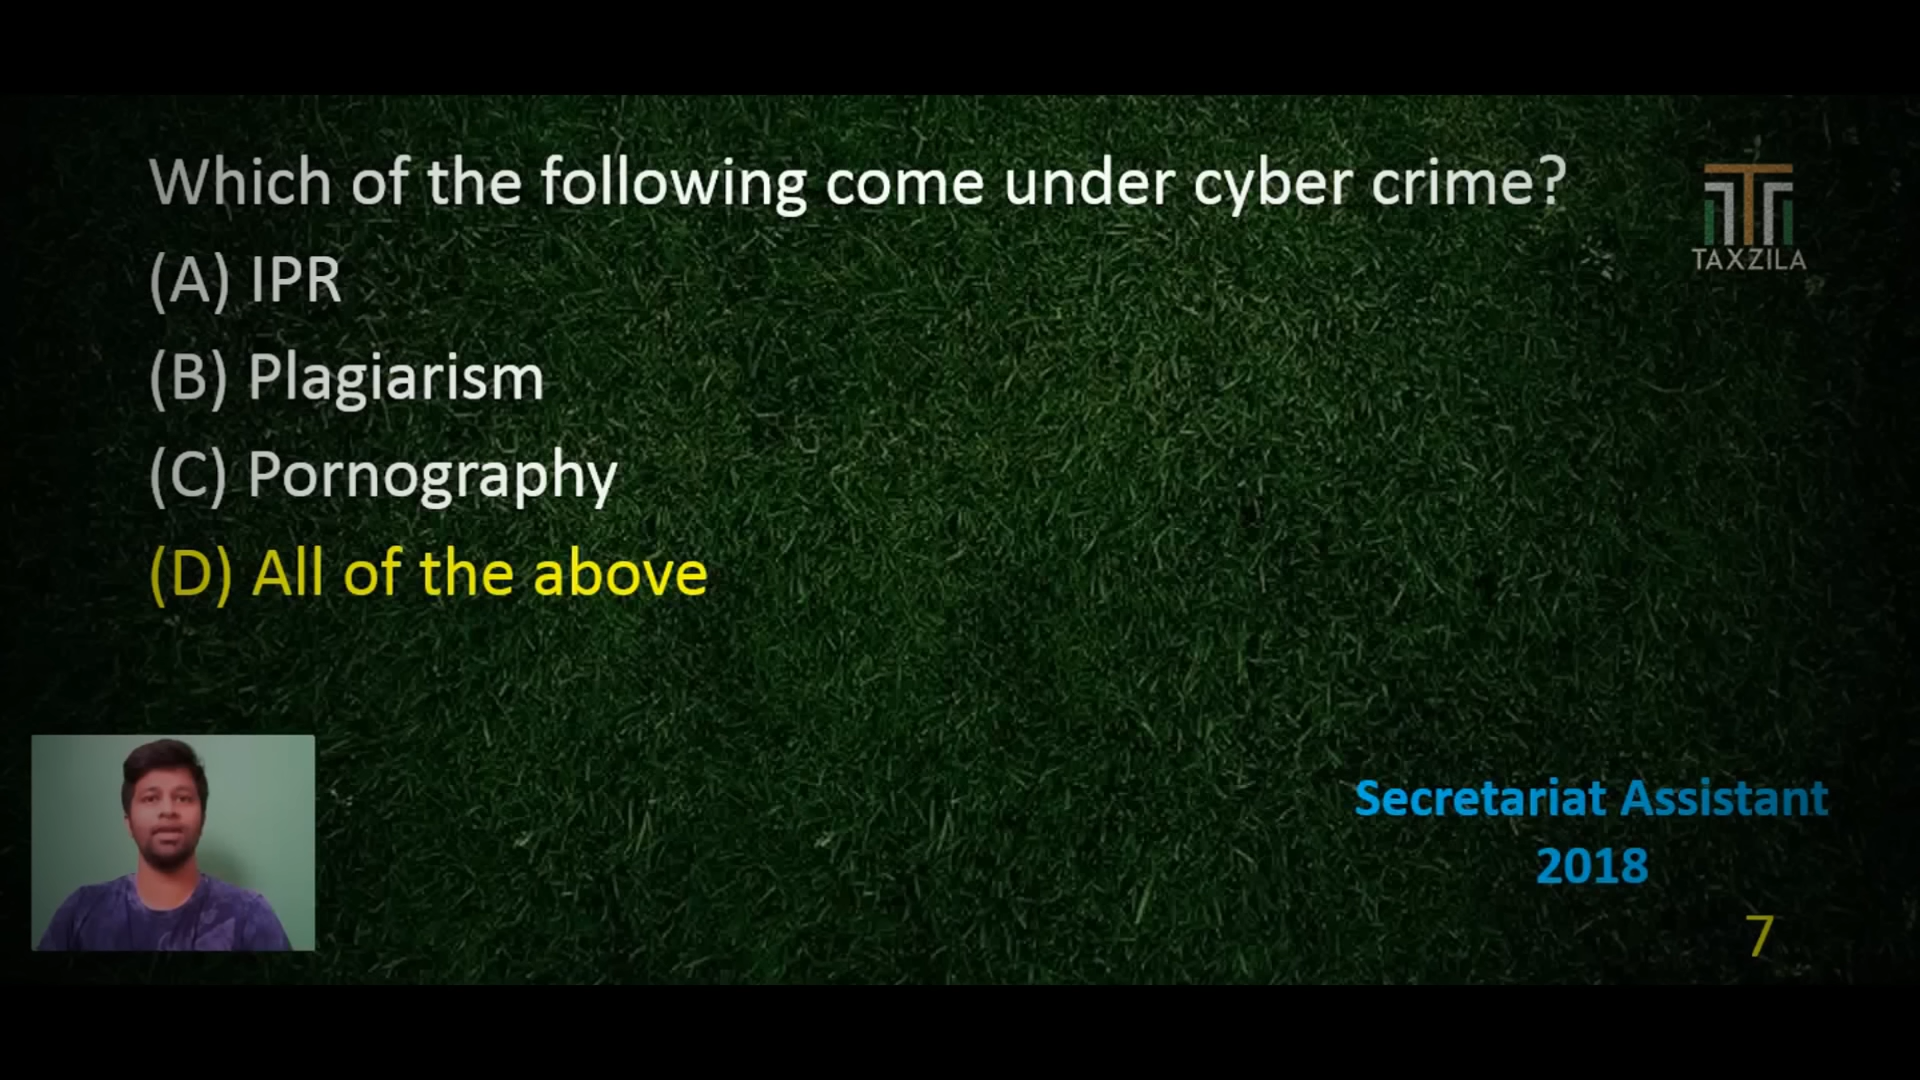 Which of the following come under cyber crime?
TAXZILA
(A) IPR
(B) Plagiarism
(C) Pornography
(D) All of the above
Secretariat Assistant
2018
7